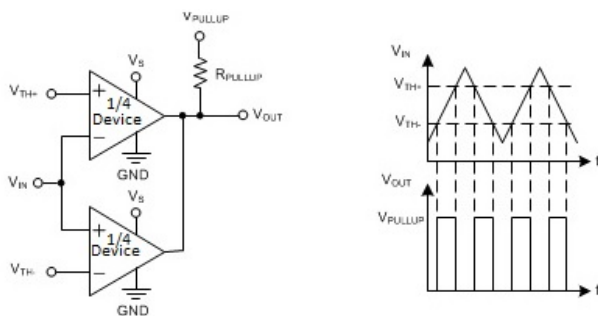 VPULLUP
RPULLUP
VS
VTH+
+
1/4
Device
−
VOUT
GND
VIN
VS
+
1/4
Device
VTH-
−
GND
VIN
VTH+
VTH-
t
VOUT
VPULLUP
t